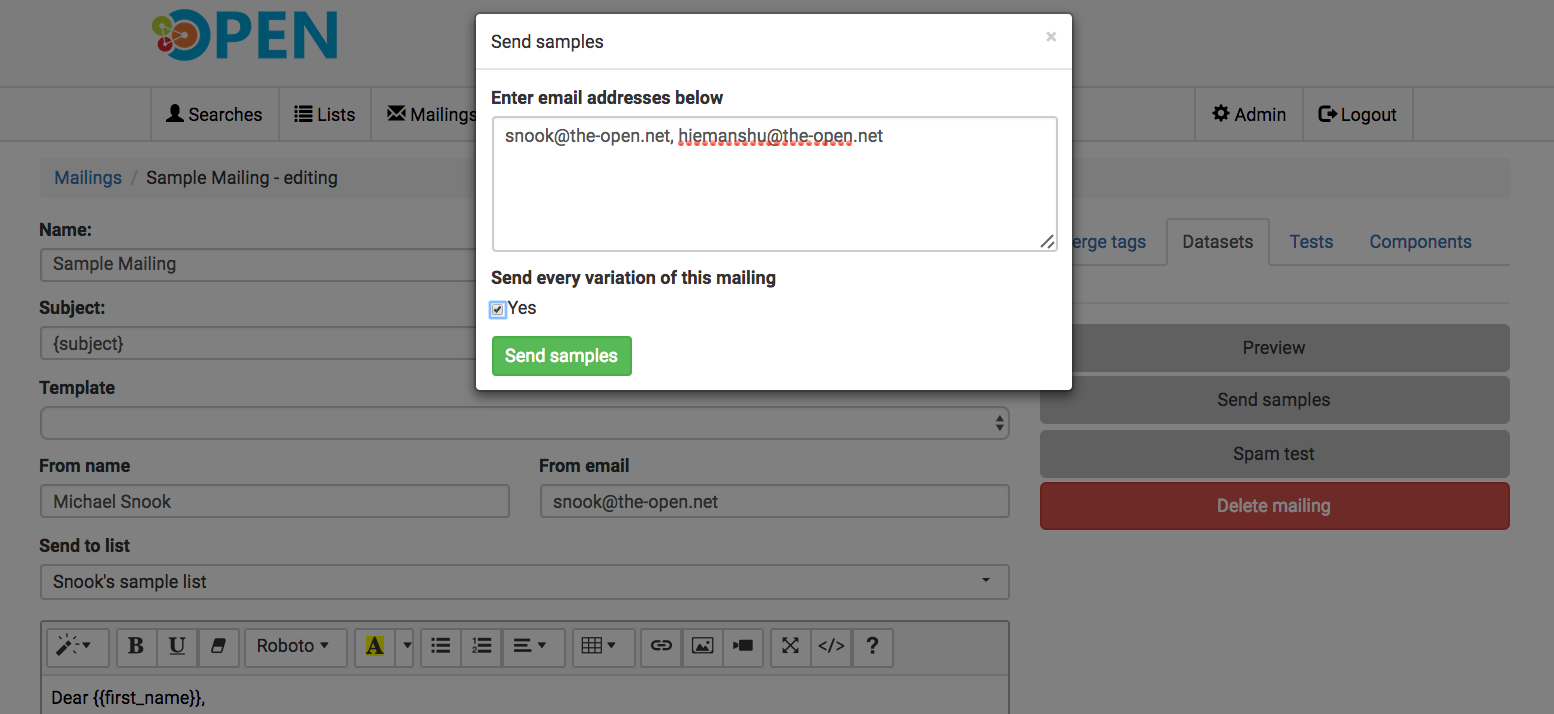 OPEN
Searches
Lists
Mailings
Admin
Logout
Mailings / Sample Mailing - editing
Name:
Sample Mailing
Subject:
{subject}
Template
From name
From email
Michael Snook
snook@the-open.net
Send to list
Snook's sample list
B U Roboto A </> ?
Dear {{first_name}},
Send samples ×
Enter email addresses below
snook@the-open.net, hiemanshu@the-open.net
Send every variation of this mailing
Yes
Send samples
erge tags
Datasets
Tests
Components
Preview
Send samples
Spam test
Delete mailing